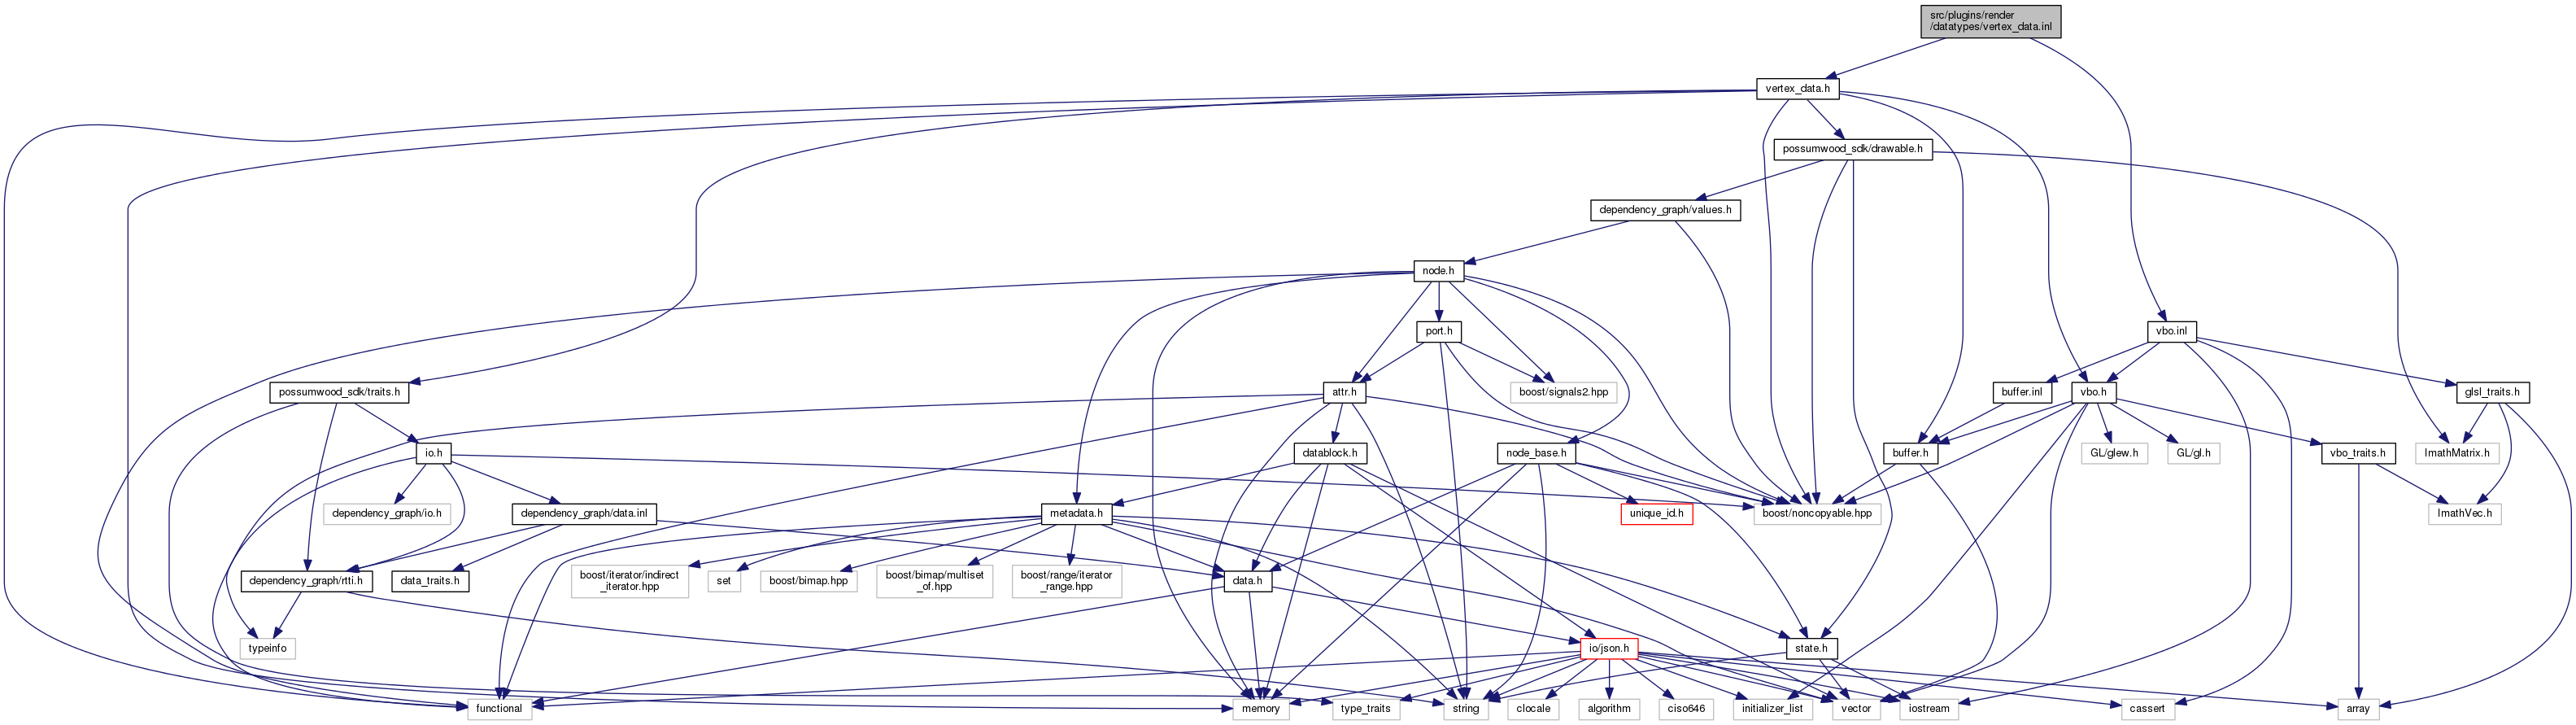 src/plugins/render
/datatypes/vertex_data.inl
vertex_data.h
possumwood_sdk/drawable.h
dependency_graph/values.h
node.h
port.h
vbo.inl
possumwood_sdk/traits.h
attr.h
boost/signals2.hpp
buffer.inl
vbo.h
glsl_traits.h
io.h
datablock.h
node_base.h
buffer.h
GL/glew.h
GL/gl.h
vbo_traits.h
ImathMatrix.h
dependency_graph/io.h
dependency_graph/data.inl
metadata.h
unique_id.h
boost/noncopyable.hpp
ImathVec.h
dependency_graph/rtti.h
data_traits.h
boost/iterator/indirect
_iterator.hpp
set
boost/bimap.hpp
boost/bimap/multiset
_of.hpp
boost/range/iterator
_range.hpp
data.h
typeinfo
io/json.h
state.h
functional
memory
type_traits
string
clocale
algorithm
ciso646
initializer_list
vector
iostream
cassert
array